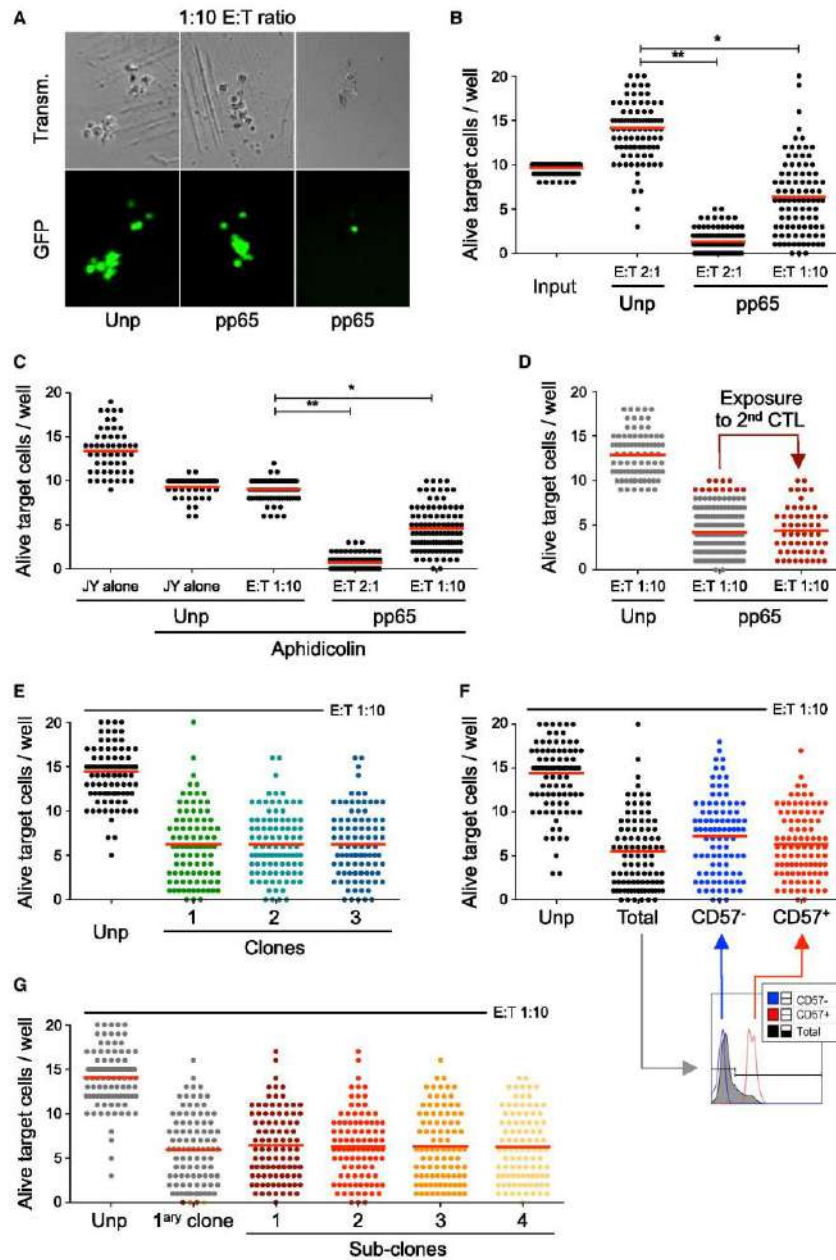 A
1:10 E:T ratio
Transm.
GFP
Unp pp65 pp65
B
* 
**
Alive target cells / well
20
15
10
5
0
Input E:T 2:1 E:T 2:1 E:T 1:10
Unp pp65
C
*
**
Alive target cells / well
20
15
10
5
0
JY alone JY alone E:T 1:10 E:T 2:1 E:T 1:10
Unp pp65
Aphidicolin
D
Exposure
to 2nd CTL
Alive target cells / well
20
15
10
5
0
E:T 1:10 E:T 1:10 E:T 1:10
Unp pp65
E
E:T 1:10
Alive target cells / well
20
15
10
5
0
Unp 1 2 3
Clones
F
E:T 1:10
Alive target cells / well
20
15
10
5
0
Unp Total CD57- CD57+
CD57-
CD57+
Total
G
E:T 1:10
Alive target cells / well
20
15
10
5
0
Unp 1ary clone 1 2 3 4
Sub-clones